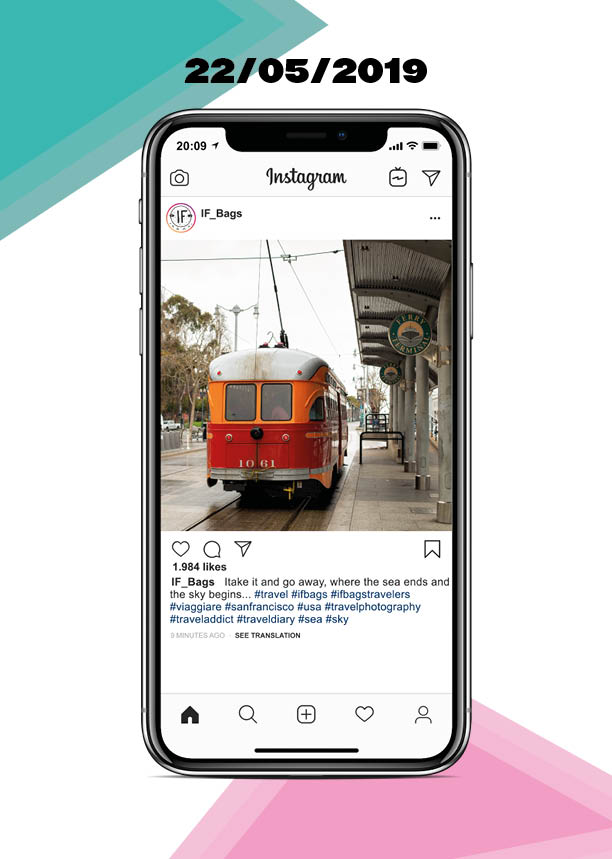 22/05/2019
20:09
Instagram
IF
IF_Bags
...
FERRY
TERMINAL
1061
1.984 likes
IF_Bags Itake it and go away, where the sea ends and
the sky begins... #travel #ifbags #ifbagstravelers
#viaggiare #sanfrancisco #usa #travelphotography
#traveladdict #traveldiary #sea #sky
9 MINUTES AGO · SEE TRANSLATION